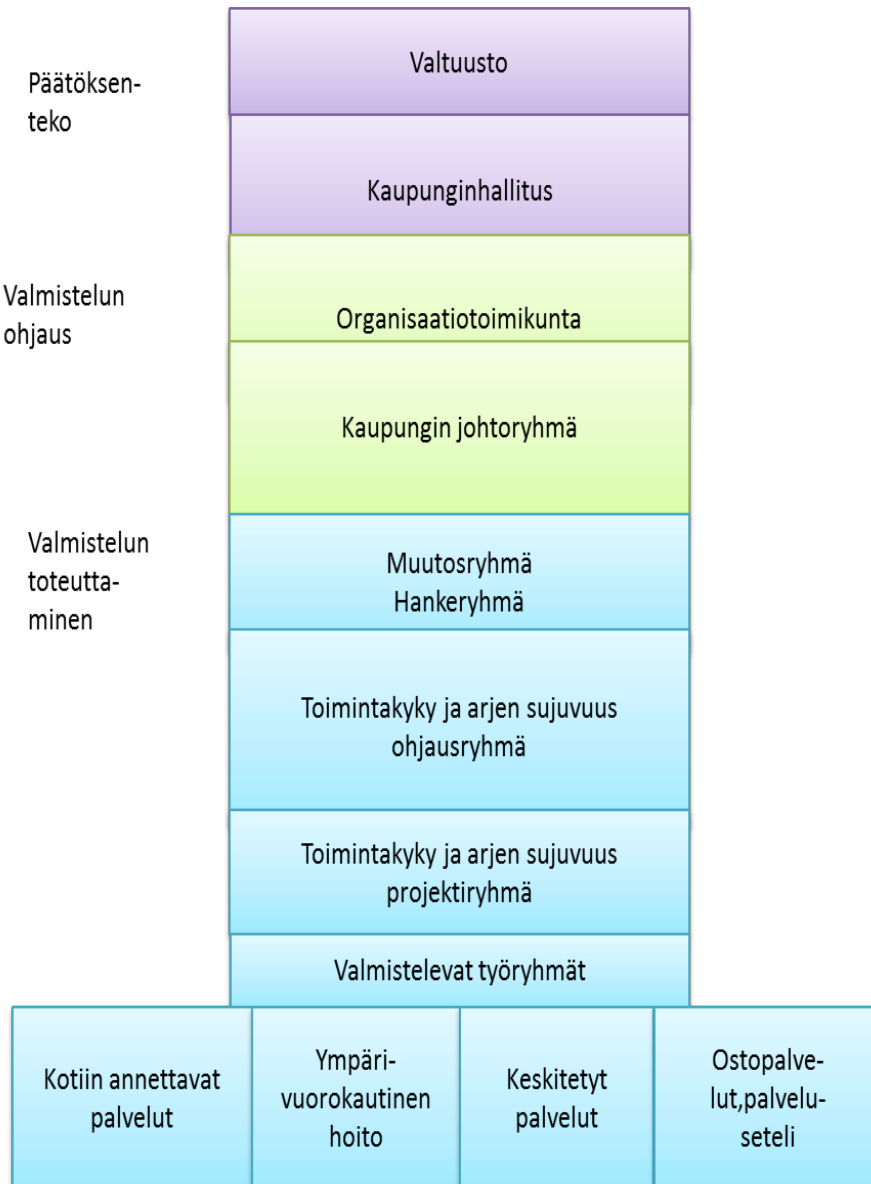 Päätöksen-
teko
Valtuusto
Kaupunginhallitus
Valmistelun
ohjaus
Organisaatiotoimikunta
Kaupungin johtoryhmä
Valmistelun
toteutta-
minen
Muutosryhmä
Hankeryhmä
Toimintakyky ja arjen sujuvuus
ohjausryhmä
Toimintakyky ja arjen sujuvuus
projektiryhmä
Valmistelevat työryhmät
Kotiin annettavat
palvelut
Ympäri-
vuorokautinen
hoito
Keskitetyt
palvelut
Ostopalve-
lut,palvelu-
seteli